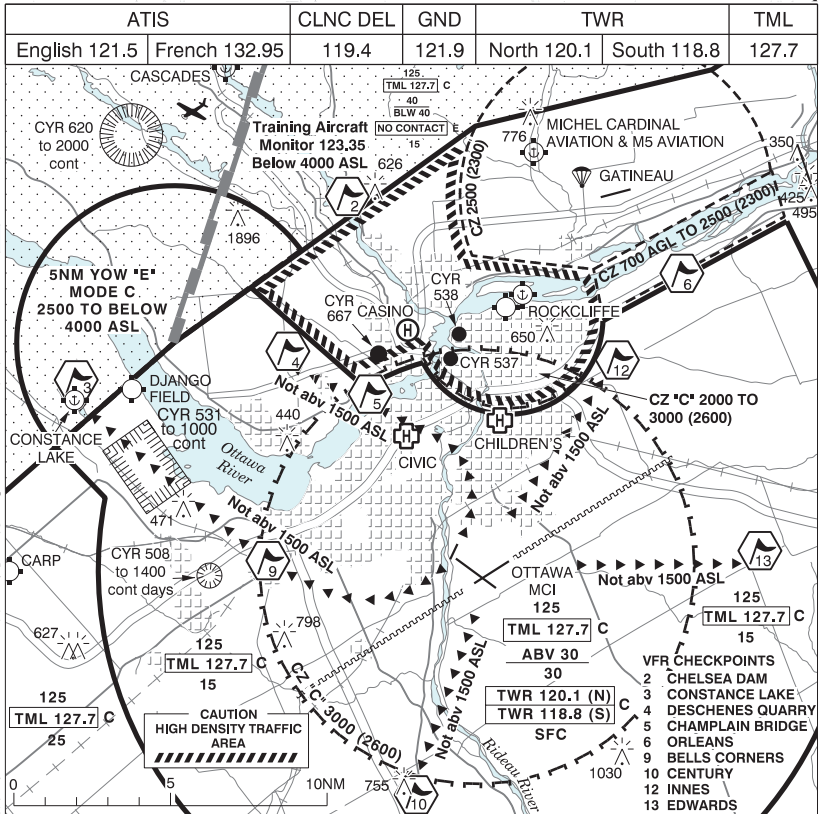 ATIS
CLNC DEL
GND
TWR
TML
English 121.5
French 132.95
119.4
121.9
North 120.1
South 118.8
127.7
CASCADES
125
TML 127.7 C
40
BLW 40
NO CONTACT E
15
CYR 620
to 2000
cont
Training Aircraft
Monitor 123.35
Below 4000 ASL
626
2
776
MICHEL CARDINAL
AVIATION & M5 AVIATION
350
GATINEAU
425
495
CZ 2500 (2300)
1896
CZ 700 AGL TO 2500 (2300)
6
5NM YOW "E"
MODE C
2500 TO BELOW
4000 ASL
CYR
538
CYR
667
CASINO
H
ROCKCLIFFE
650
CYR 537
12
4
3
5
Not abv 1500 ASL
DJANGO
FIELD
CYR 531
to 1000
cont
440
CZ "C" 2000 TO
3000 (2600)
CONSTANCE
LAKE
Ottawa
River
H
CIVIC
H
CHILDREN'S
Not abv 1500 ASL
Not abv 1500 ASL
471
CARP
CYR 508
to 1400
cont days
9
13
Not abv 1500 ASL
OTTAWA
MCI
125
TML 127.7 C
ABV 30
30
TWR 120.1 (N)
TWR 118.8 (S) C
SFC
125
TML 127.7 C
15
627
798
125
TML 127.7 C
15
CZ "C" 3000 (2600)
Not abv 1500 ASL
125
TML 127.7 C
25
CAUTION
HIGH DENSITY TRAFFIC
AREA
Rideau River
1030
755
10
0
5
10NM
VFR CHECKPOINTS
2 CHELSEA DAM
3 CONSTANCE LAKE
4 DESCHENES QUARRY
5 CHAMPLAIN BRIDGE
6 ORLEANS
9 BELLS CORNERS
10 CENTURY
12 INNES
13 EDWARDS